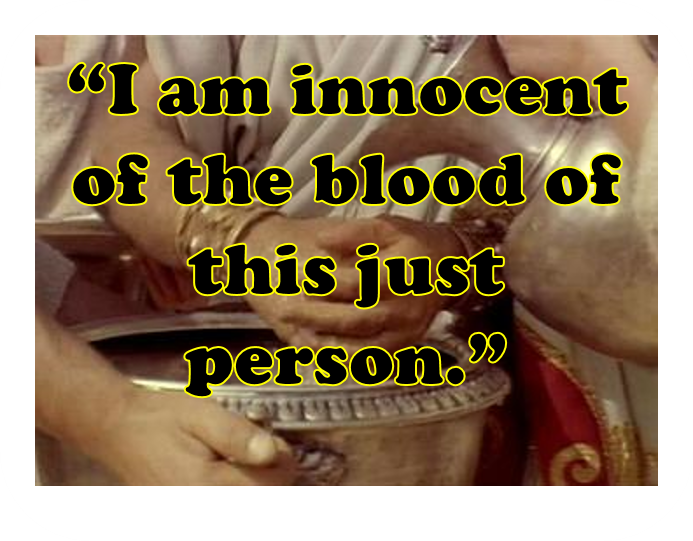 “I am innocent
of the blood of
this just
person.”